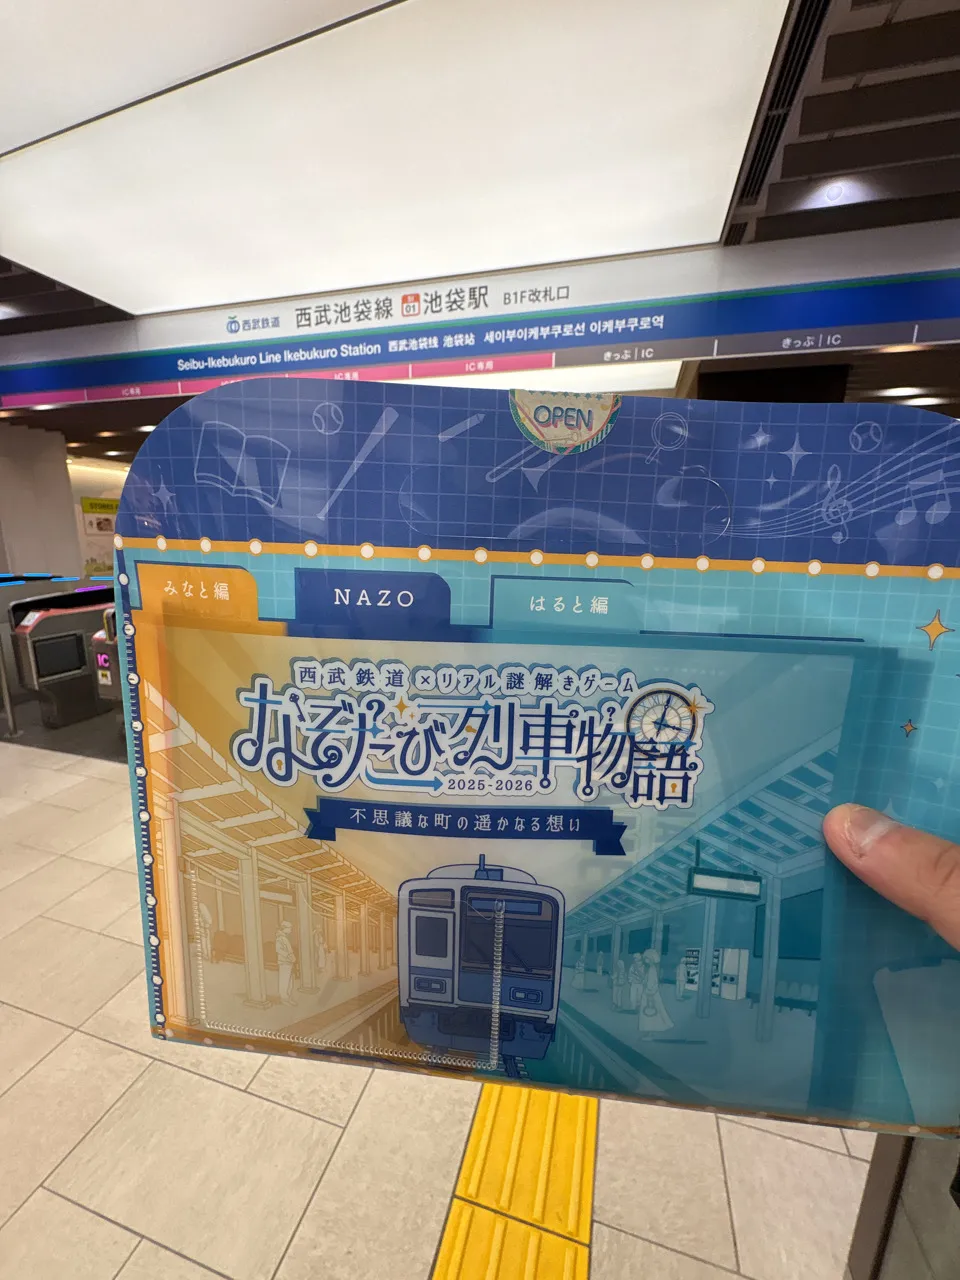 西武鉄道 西武池袋線 SI 01 池袋駅 B1F改札口
Seibu-Ikebukuro Line Ikebukuro Station 西武池袋线 池袋站 세이부이케부쿠로선 이케부쿠로역
IC専用 IC専用 IC専用 きっぷ | IC きっぷ | IC
OPEN
みなと編 NAZO はると編
西武鉄道×リアル謎解きゲーム
なぞたび列車物語
2025-2026
不思議な町の遥かなる想い
IC